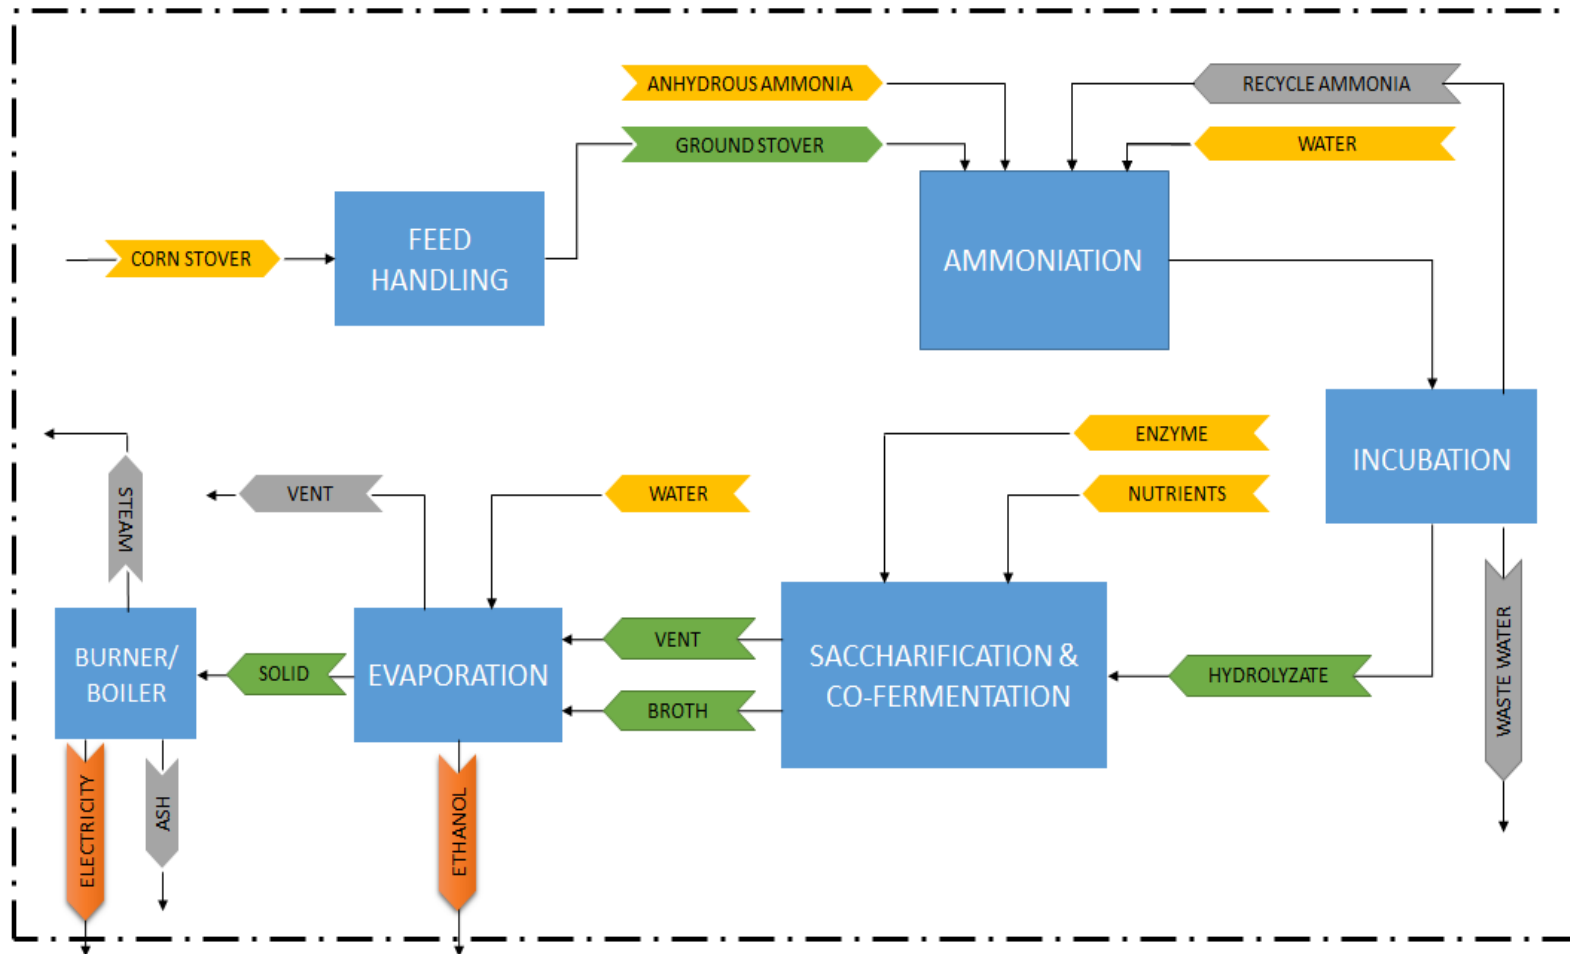 ANHYDROUS AMMONIA
RECYCLE AMMONIA
GROUND STOVER
WATER
CORN STOVER
FEED
HANDLING
AMMONIATION
ENZYME
INCUBATION
NUTRIENTS
STEAM
VENT
WATER
BURNER/
BOILER
SOLID
EVAPORATION
VENT
BROTH
SACCHARIFICATION &
CO-FERMENTATION
HYDROLYZATE
WASTE WATER
ELECTRICITY
ASH
ETHANOL